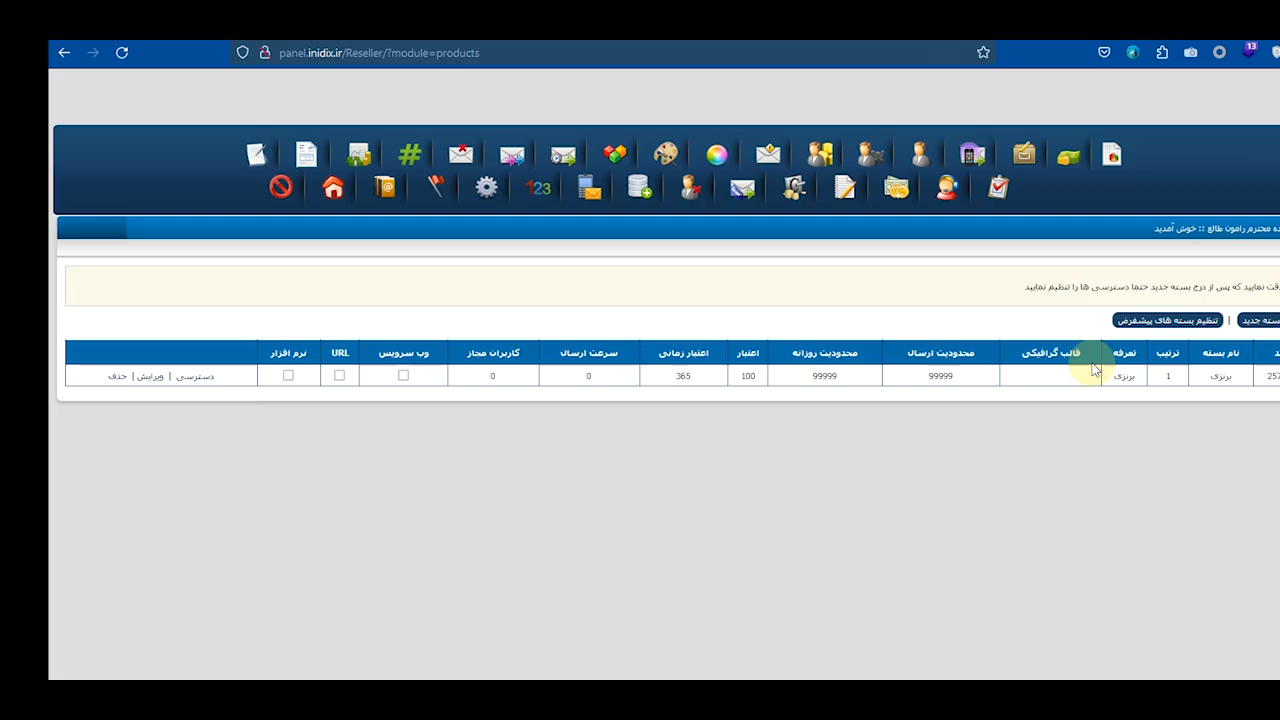 panel.inidix.ir/Reseller/?module=products
13
#
123
ده محترم رامون طالع :: خوش آمدید
قت نمایید که پس از درج بسته جدید حتما دسترسی ها را تنظیم نمایید
سته جدید | تنظیم بسته های پیشفرض
نام بسته ترتیب تعرفه قالب گرافیکی محدودیت ارسال محدودیت روزانه اعتبار اعتبار زمانی سرعت ارسال کاربران مجاز وب سرویس URL نرم افزار
257 برنزی 1 برنزی 99999 99999 100 365 0 0 دسترسی | ویرایش | حذف